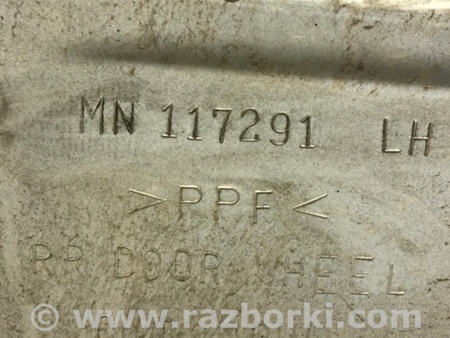 MN 117291 LH
>PPF<
RR DOOR WHEEL
© www.razborki.com